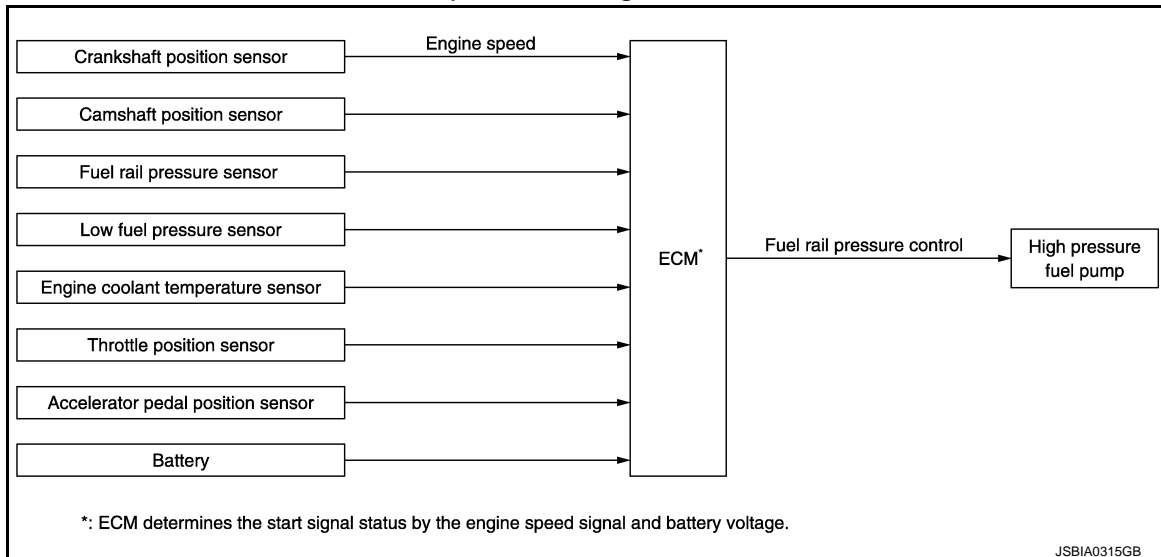 Crankshaft position sensor
Engine speed
Camshaft position sensor
Fuel rail pressure sensor
Low fuel pressure sensor
Engine coolant temperature sensor
Throttle position sensor
Accelerator pedal position sensor
Battery
ECM*
Fuel rail pressure control
High pressure
fuel pump
*: ECM determines the start signal status by the engine speed signal and battery voltage.
JSBIA0315GB